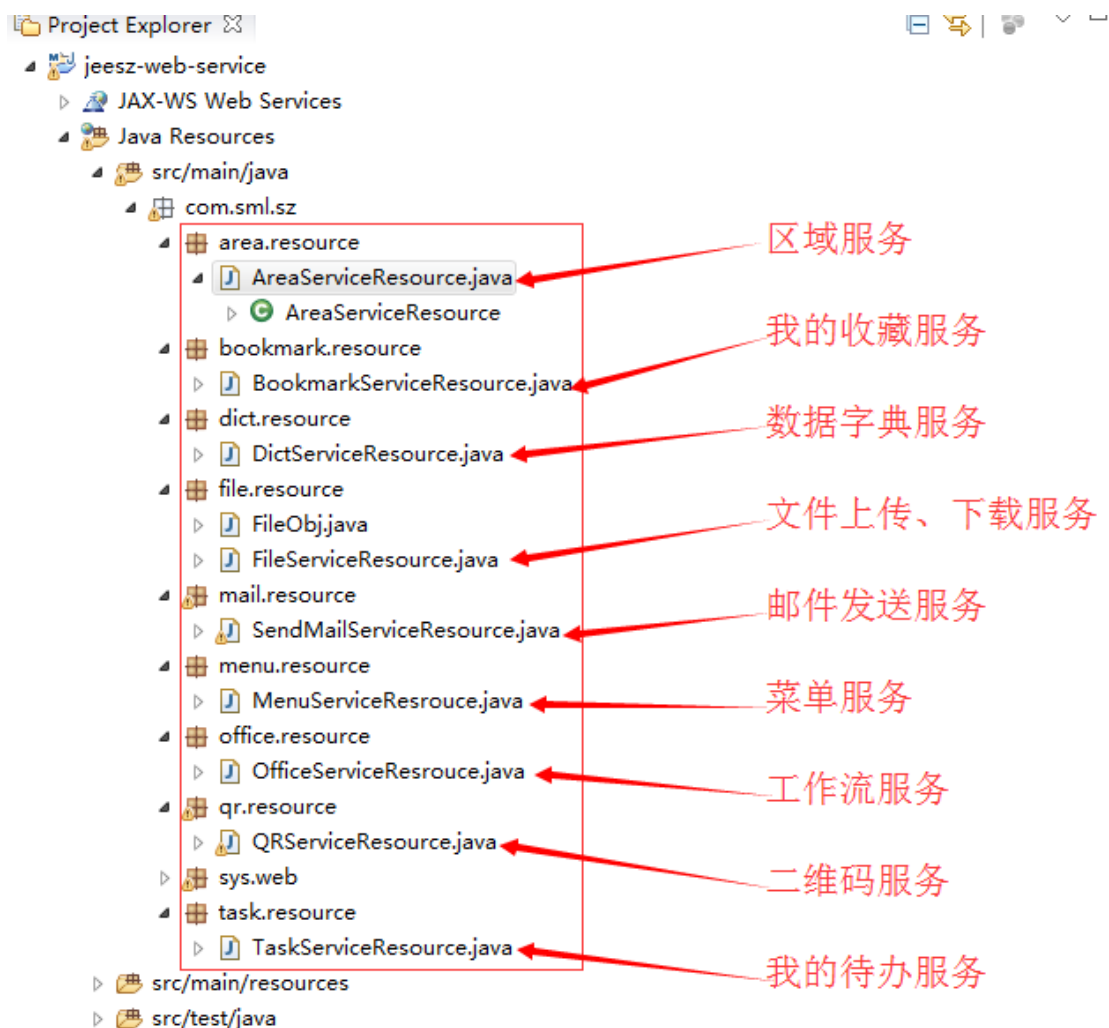 Project Explorer
jeesz-web-service
JAX-WS Web Services
Java Resources
src/main/java
com.sml.sz
area.resource
区域服务
AreaServiceResource.java
AreaServiceResource
我的收藏服务
bookmark.resource
BookmarkServiceResource.java
dict.resource
数据字典服务
DictServiceResource.java
file.resource
文件上传、下载服务
FileObj.java
FileServiceResource.java
mail.resource
邮件发送服务
SendMailServiceResource.java
menu.resource
菜单服务
MenuServiceResrouce.java
office.resource
OfficeServiceResrouce.java
工作流服务
qr.resource
QRServiceResource.java
sys.web
二维码服务
task.resource
TaskServiceResource.java
我的待办服务
src/main/resources
src/test/java